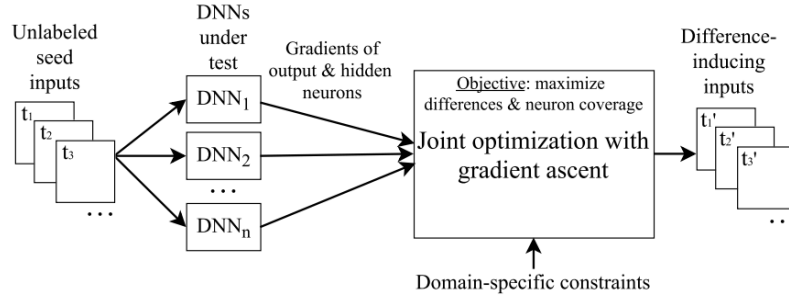 Unlabeled
seed
inputs
t1
t2
t3
...
DNNs
under
test
DNN1
DNN2
...
DNNn
Gradients of
output & hidden
neurons
Objective: maximize
differences & neuron coverage
Joint optimization with
gradient ascent
Domain-specific constraints
Difference-
inducing
inputs
t1'
t2'
t3'
..